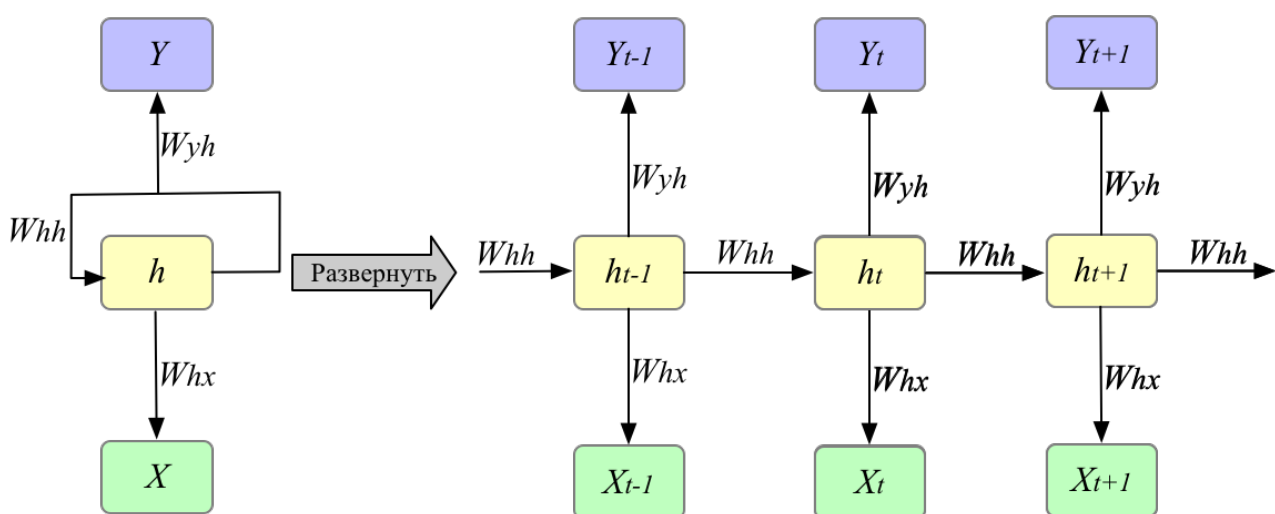 Y
Yt-1
Yt
Yt+1
Wyh
Wyh
Wyh
Wyh
Whh
h
Развернуть
Whh
ht-1
Whh
ht
Whh
ht+1
Whh
Whx
Whx
Whx
Whx
X
Xt-1
Xt
Xt+1